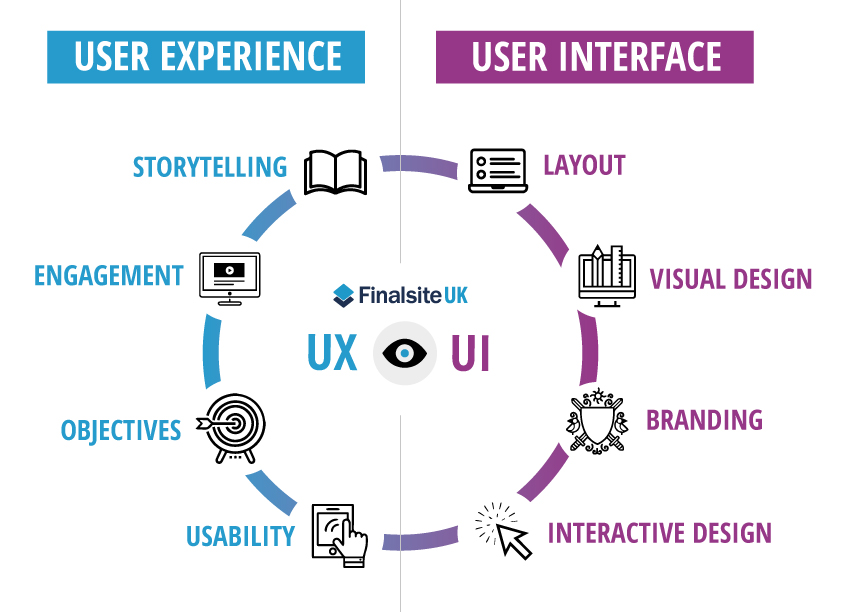 USER EXPERIENCE
USER INTERFACE
STORYTELLING
LAYOUT
ENGAGEMENT
VISUAL DESIGN
Finalsite UK
UX
UI
OBJECTIVES
BRANDING
USABILITY
INTERACTIVE DESIGN